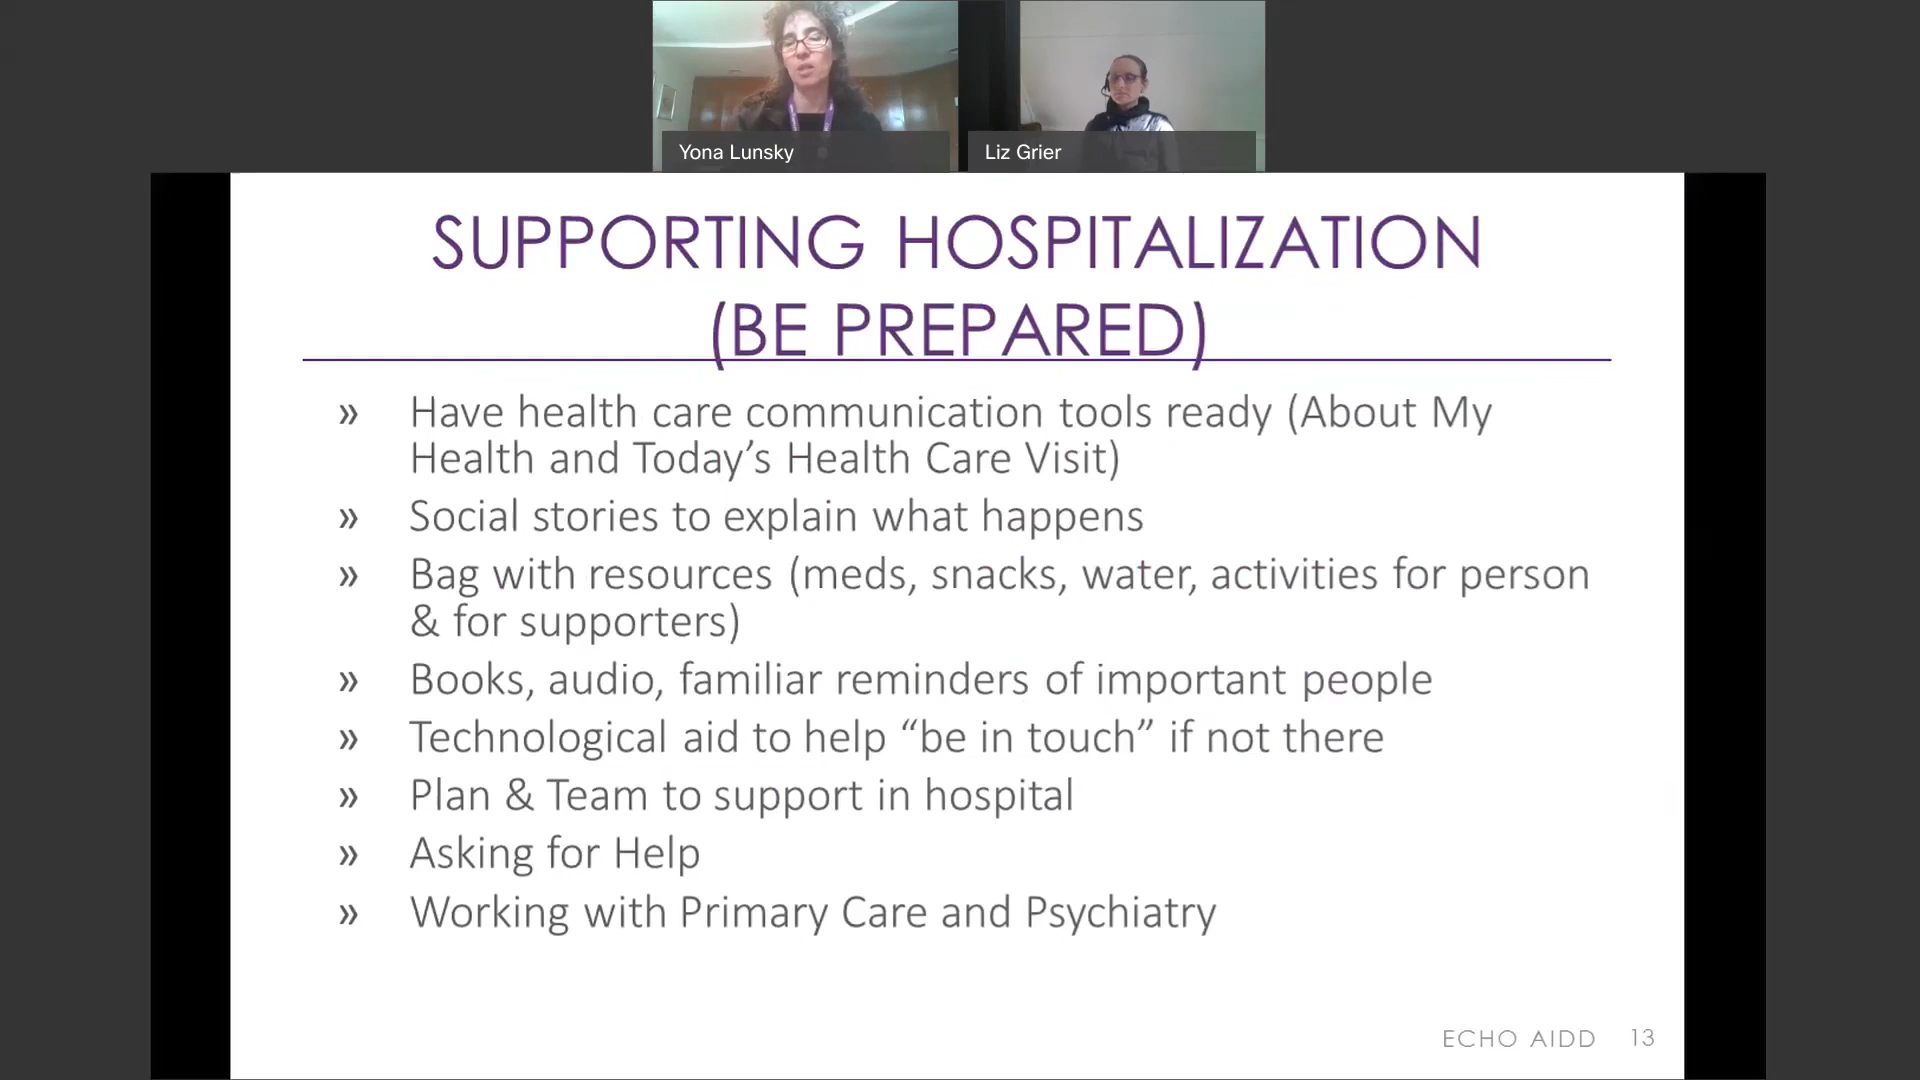 Yona Lunsky
Liz Grier
SUPPORTING HOSPITALIZATION
(BE PREPARED)
» Have health care communication tools ready (About My
Health and Today’s Health Care Visit)
» Social stories to explain what happens
» Bag with resources (meds, snacks, water, activities for person
& for supporters)
» Books, audio, familiar reminders of important people
» Technological aid to help “be in touch” if not there
» Plan & Team to support in hospital
» Asking for Help
» Working with Primary Care and Psychiatry
ECHO AIDD 13